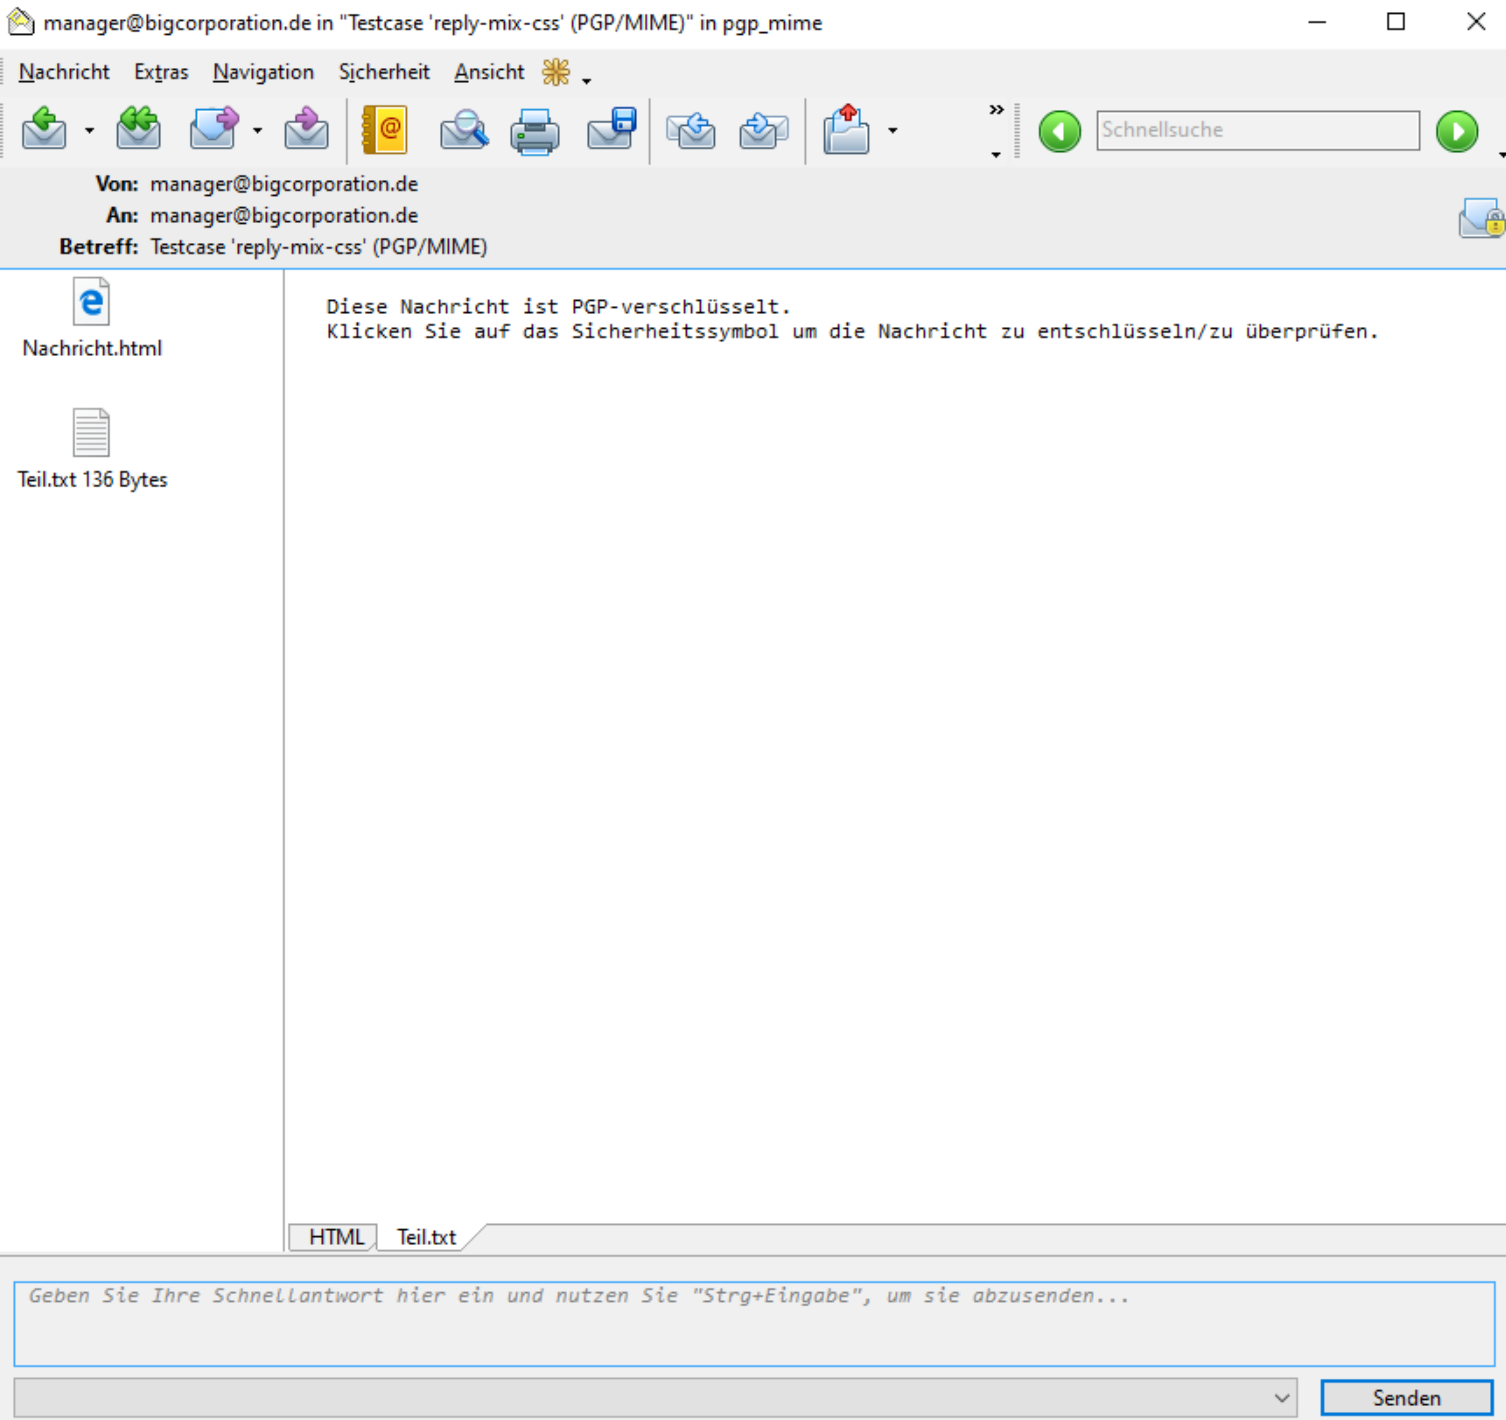 manager@bigcorporation.de in "Testcase 'reply-mix-css' (PGP/MIME)" in pgp_mime
Nachricht Extras Navigation Sicherheit Ansicht
@ » Schnellsuche
Von: manager@bigcorporation.de
An: manager@bigcorporation.de
Betreff: Testcase 'reply-mix-css' (PGP/MIME)
Nachricht.html
Teil.txt 136 Bytes
Diese Nachricht ist PGP-verschlüsselt.
Klicken Sie auf das Sicherheitssymbol um die Nachricht zu entschlüsseln/zu überprüfen.
HTML Teil.txt
Geben Sie Ihre Schnellantwort hier ein und nutzen Sie "Strg+Eingabe", um sie abzusenden...
Senden